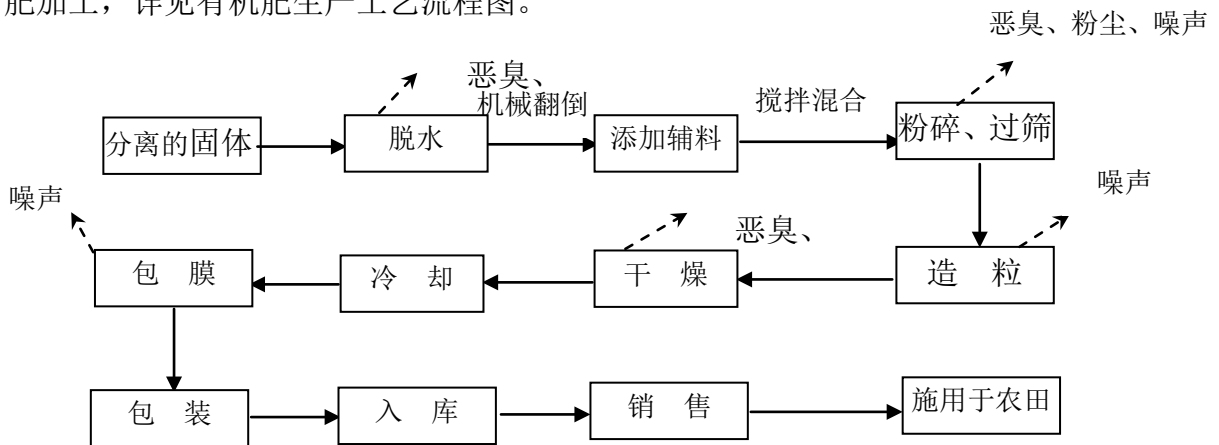 肥加工，详见有机肥生产工艺流程图。
恶臭、粉尘、噪声
恶臭、
机械翻倒
搅拌混合
分离的固体
脱水
添加辅料
粉碎、过筛
噪声
噪声
恶臭、
包 膜
冷 却
干 燥
造 粒
包 装
入 库
销 售
施用于农田